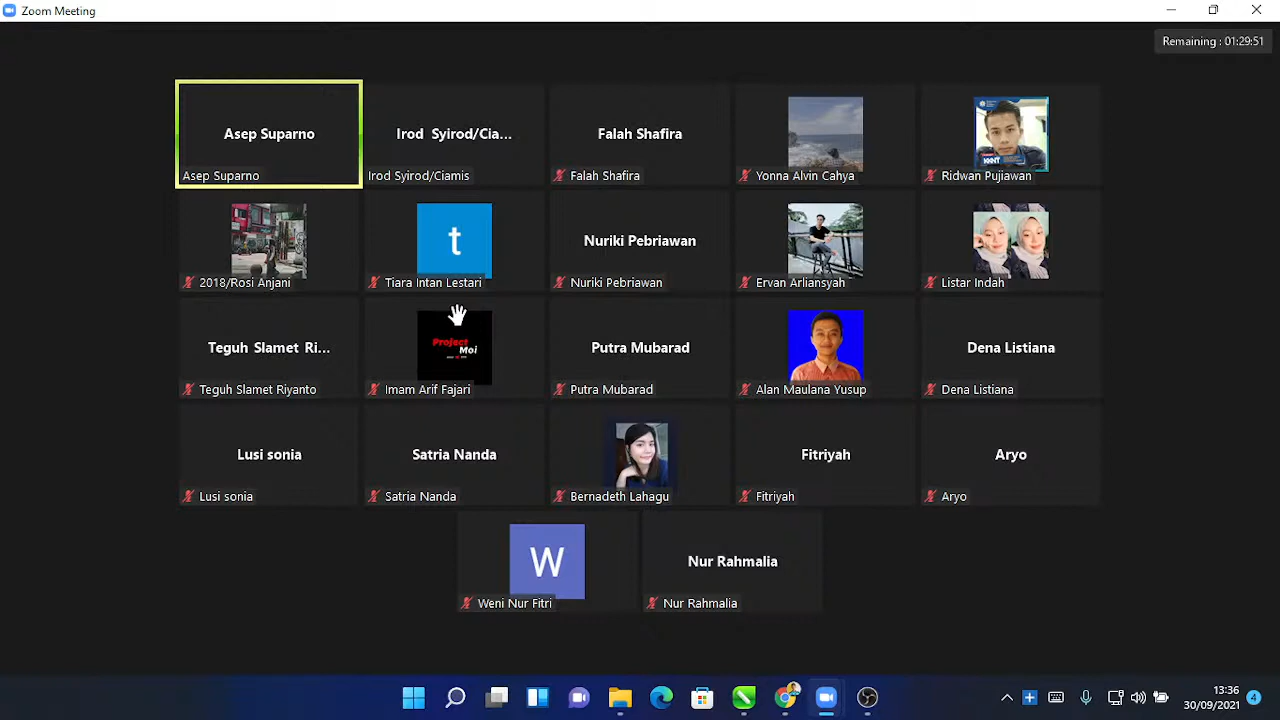 Zoom Meeting
Remaining : 01:29:51
Asep Suparno
Asep Suparno
Irod Syirod/Cia...
Irod Syirod/Ciamis
Falah Shafira
Falah Shafira
Yonna Alvin Cahya
Ridwan Pujiawan
2018/Rosi Anjani
t
Tiara Intan Lestari
Nuriki Pebriawan
Nuriki Pebriawan
Ervan Arliansyah
Listar Indah
Teguh Slamet Ri...
Teguh Slamet Riyanto
Project
Moi
Imam Arif Fajari
Putra Mubarad
Putra Mubarad
Alan Maulana Yusup
Dena Listiana
Dena Listiana
Lusi sonia
Lusi sonia
Satria Nanda
Satria Nanda
Bernadeth Lahagu
Fitriyah
Fitriyah
Aryo
Aryo
W
Weni Nur Fitri
Nur Rahmalia
Nur Rahmalia
13:36
30/09/2021
4